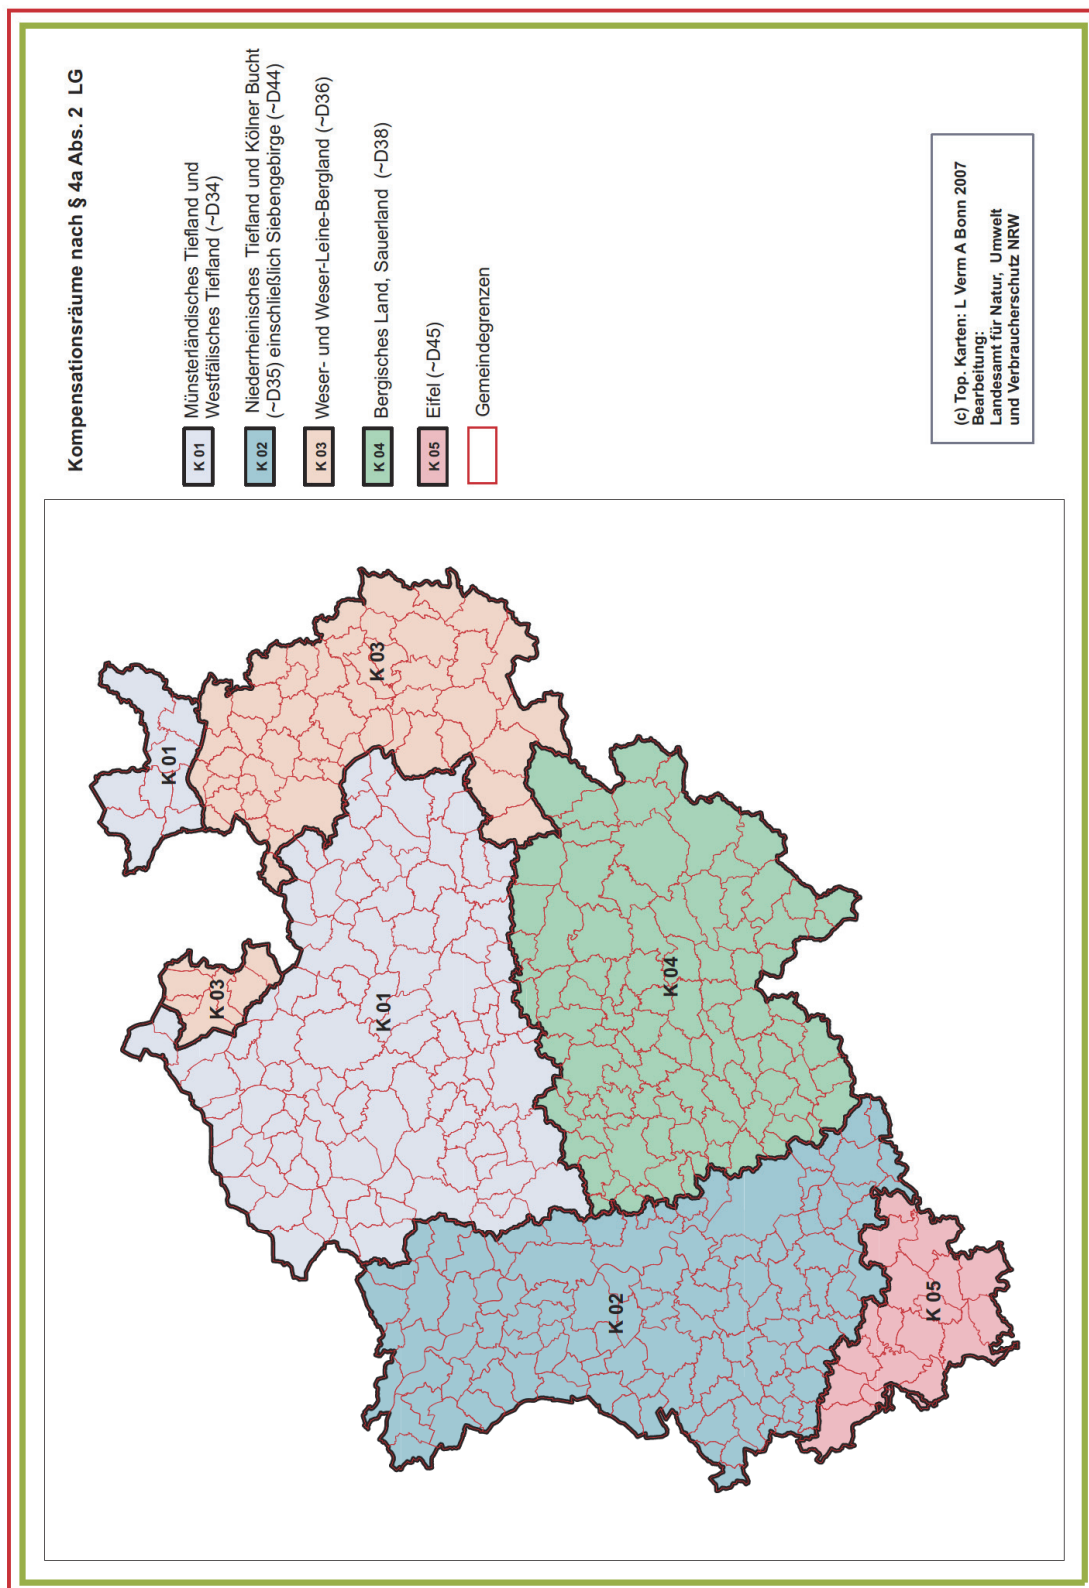 Kompensationsräume nach § 4a Abs. 2 LG
K 01
Münsterländisches Tiefland und
Westfälisches Tiefland (~D34)
K 02
Niederrheinisches Tiefland und Kölner Bucht
(~D35) einschließlich Siebengebirge (~D44)
K 03
Weser- und Weser-Leine-Bergland (~D36)
K 04
Bergisches Land, Sauerland (~D38)
K 05
Eifel (~D45)
Gemeindegrenzen
K 01
K 03
K 03
K 01
K 04
K 02
K 05
(c) Top. Karten: L Verm A Bonn 2007
Bearbeitung:
Landesamt für Natur, Umwelt
und Verbraucherschutz NRW